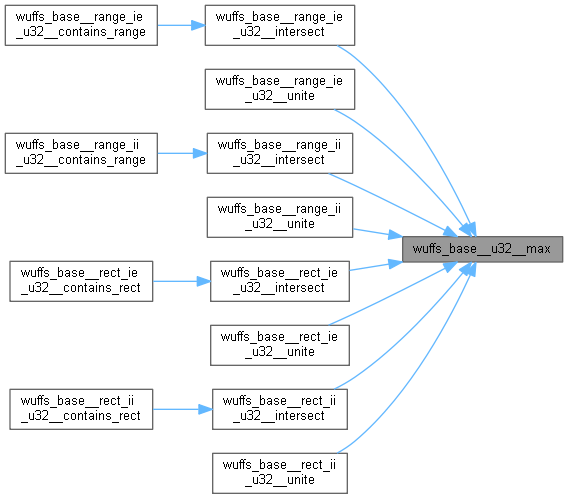 wuffs_base__range_ie
_u32__contains_range
wuffs_base__range_ie
_u32__intersect
wuffs_base__range_ie
_u32__unite
wuffs_base__range_ii
_u32__contains_range
wuffs_base__range_ii
_u32__intersect
wuffs_base__range_ii
_u32__unite
wuffs_base__u32__max
wuffs_base__rect_ie
_u32__contains_rect
wuffs_base__rect_ie
_u32__intersect
wuffs_base__rect_ie
_u32__unite
wuffs_base__rect_ii
_u32__contains_rect
wuffs_base__rect_ii
_u32__intersect
wuffs_base__rect_ii
_u32__unite